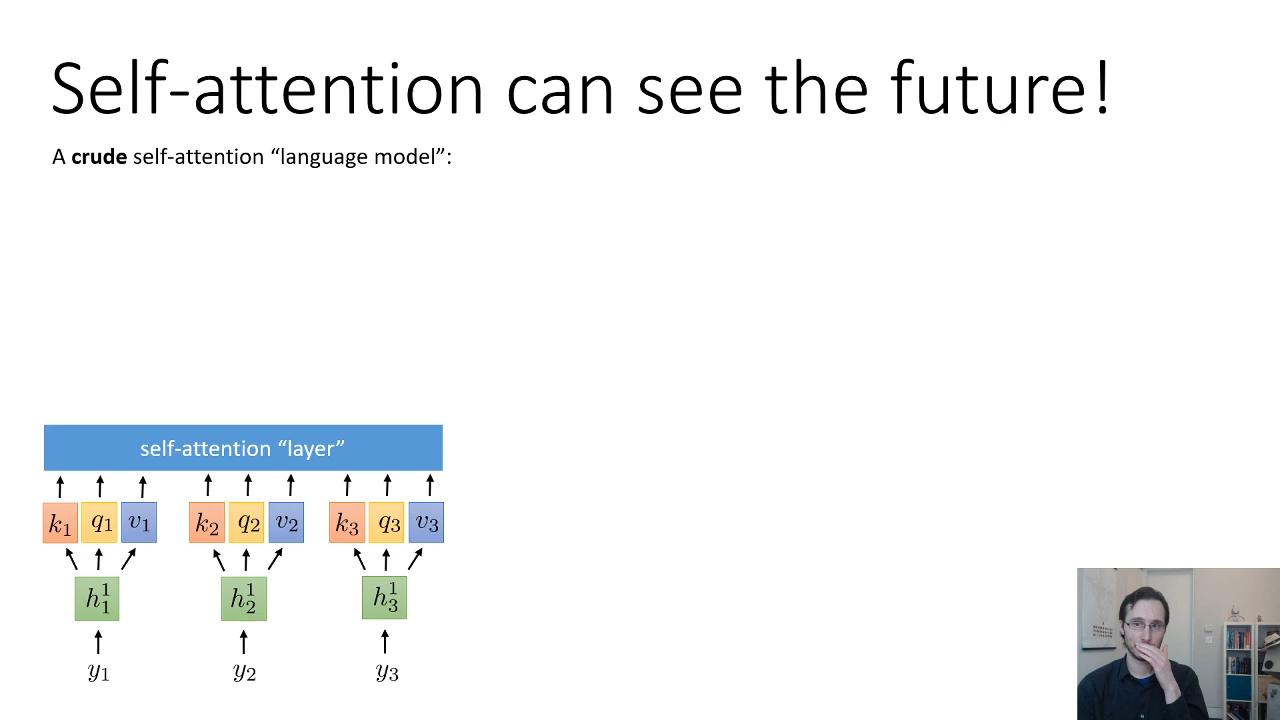 Self-attention can see the future!
A crude self-attention “language model”:
self-attention “layer”
k₁ q₁ v₁ k₂ q₂ v₂ k₃ q₃ v₃
h₁¹ h₂¹ h₃¹
y₁ y₂ y₃